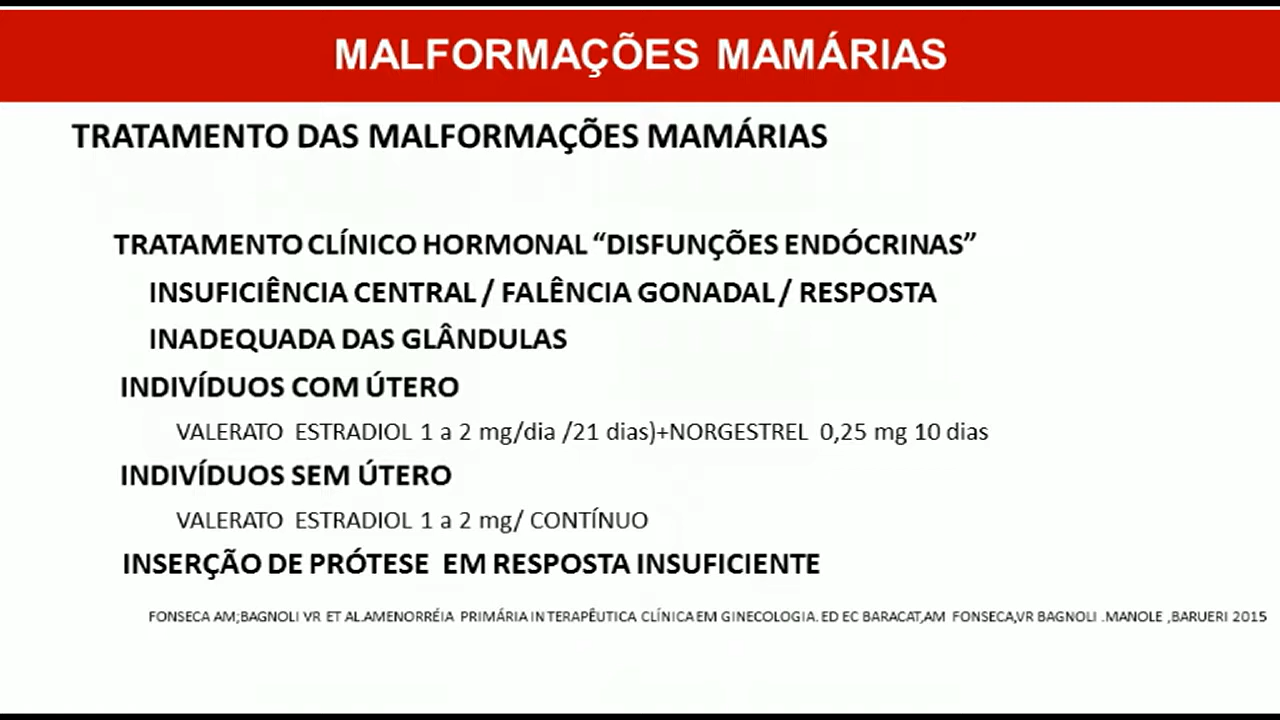 MALFORMAÇÕES MAMÁRIAS
TRATAMENTO DAS MALFORMAÇÕES MAMÁRIAS
TRATAMENTO CLÍNICO HORMONAL “DISFUNÇÕES ENDÓCRINAS”
INSUFICIÊNCIA CENTRAL / FALÊNCIA GONADAL / RESPOSTA
INADEQUADA DAS GLÂNDULAS
INDIVÍDUOS COM ÚTERO
VALERATO ESTRADIOL 1 a 2 mg/dia /21 dias)+NORGESTREL 0,25 mg 10 dias
INDIVÍDUOS SEM ÚTERO
VALERATO ESTRADIOL 1 a 2 mg/ CONTÍNUO
INSERÇÃO DE PRÓTESE EM RESPOSTA INSUFICIENTE
FONSECA AM;BAGNOLI VR ET AL.AMENORRÉIA PRIMÁRIA IN TERAPÊUTICA CLÍNICA EM GINECOLOGIA. ED EC BARACAT,AM FONSECA,VR BAGNOLI .MANOLE ,BARUERI 2015